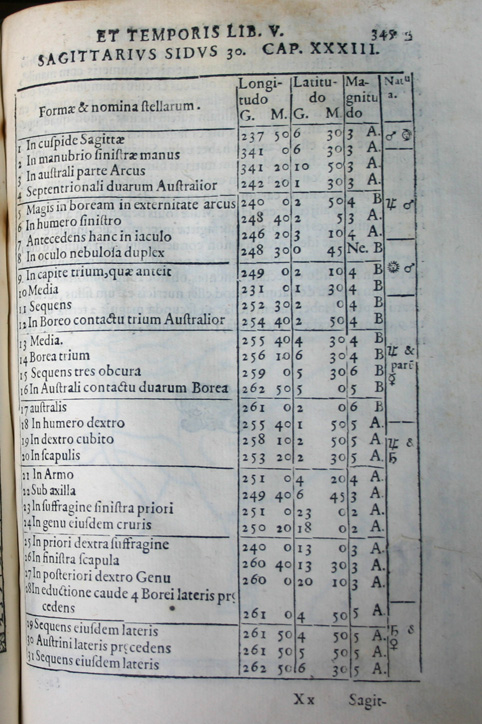 ET TEMPORIS LIB. V. 349
SAGITTARIVS SIDVS 30. CAP. XXXIII.
Formæ & nomina stellarum. Longitudo G. M. Latitudo G. M. Magnitudo Natu a.
1 In cuspide Sagittæ 237 50 6 30 3 A. ♂
2 In manubrio sinistræ manus 341 0 6 30 3 A.
3 In australi parte Arcus 341 20 10 50 3 A.
4 Septentrionali duarum Australior 242 20 1 30 3 A.
5 Magis in boream in externitate arcus 240 0 2 50 4 B ♃ ♂
6 In humero sinistro 248 40 2 5 3 A.
7 Antecedens hanc in iaculo 246 20 3 10 4 A.
8 In oculo nebulosa duplex 248 30 0 45 Ne. B
9 In capite trium, quæ anteit 249 0 2 10 4 B ♂
10 Media 231 0 1 30 4 B
11 Sequens 252 30 2 0 4 B
12 In Boreo contactu trium Australior 254 40 2 50 4 B
13 Media. 255 40 4 30 4 B
14 Borea trium 256 10 6 30 4 B ♃ &
15 Sequens tres obscura 259 0 5 30 6 B parū
16 In Australi contactu duarum Borea 262 50 5 0 5 B ♀
17 australis 261 0 2 0 6 B
18 In humero dextro 255 40 1 50 5 A.
19 In dextro cubito 258 10 2 50 5 A. ♃
20 In scapulis 253 20 2 30 5 A. ♄
21 In Armo 251 0 4 20 4 A.
22 Sub axilla 249 40 6 45 3 A.
23 In suffragine sinistra priori 251 0 23 0 2 A.
24 In genu eiusdem cruris 250 20 18 0 2 A.
25 In priori dextra suffragine 240 0 13 0 3 A.
26 In sinistra scapula 260 40 13 30 3 A.
27 In posteriori dextro Genu 260 0 20 10 3 A.
28 In eductione caude 4 Borei lateris prę
cedens 261 0 4 50 5 A.
29 Sequens eiusdem lateris 261 50 4 50 5 A. ♄
30 Austrini lateris pręcedens 261 50 5 50 5 A. ♀
31 Sequens eiusdem lateris 262 50 6 30 5 A.
Xx Sagit-